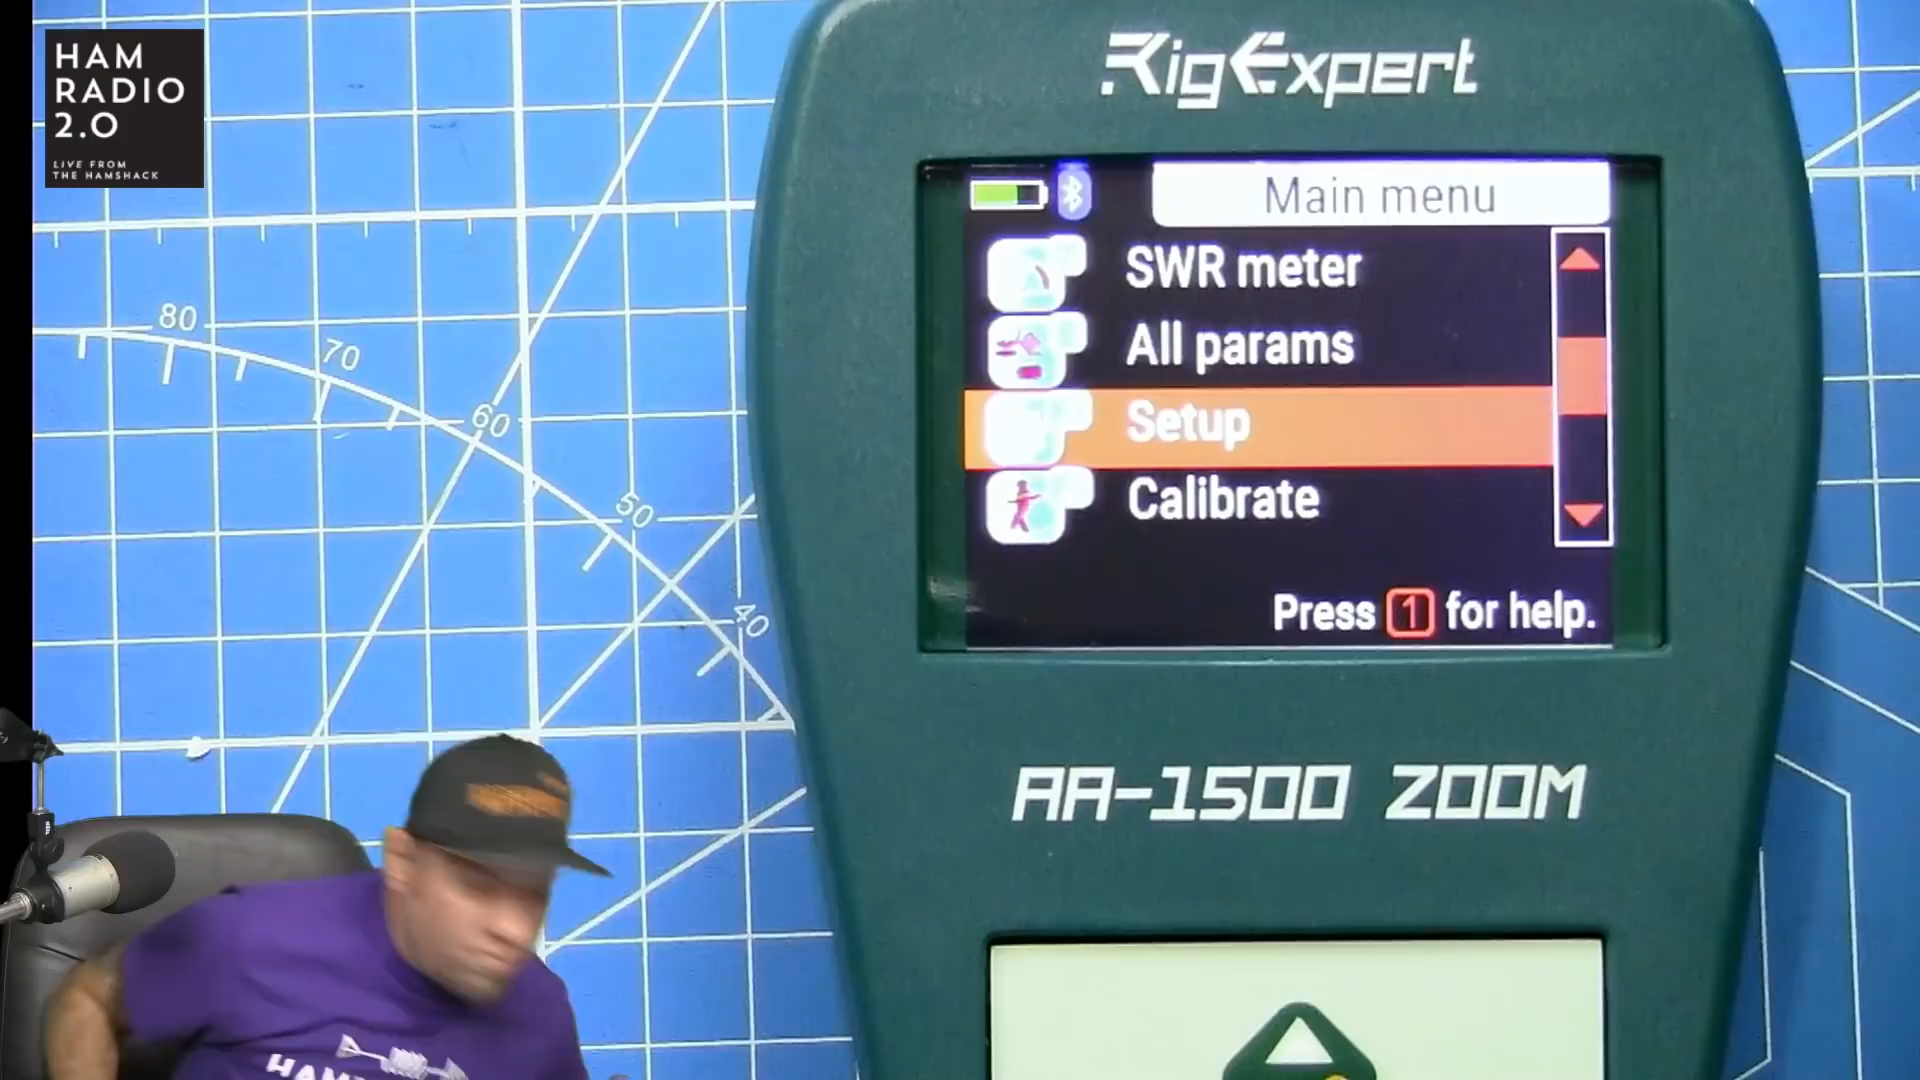 HAM
RADIO
2.0
LIVE FROM
THE HAMSHACK
RigExpert
Main menu
SWR meter
All params
Setup
Calibrate
Press 1 for help.
AA-1500 ZOOM
80
70
60
50
40